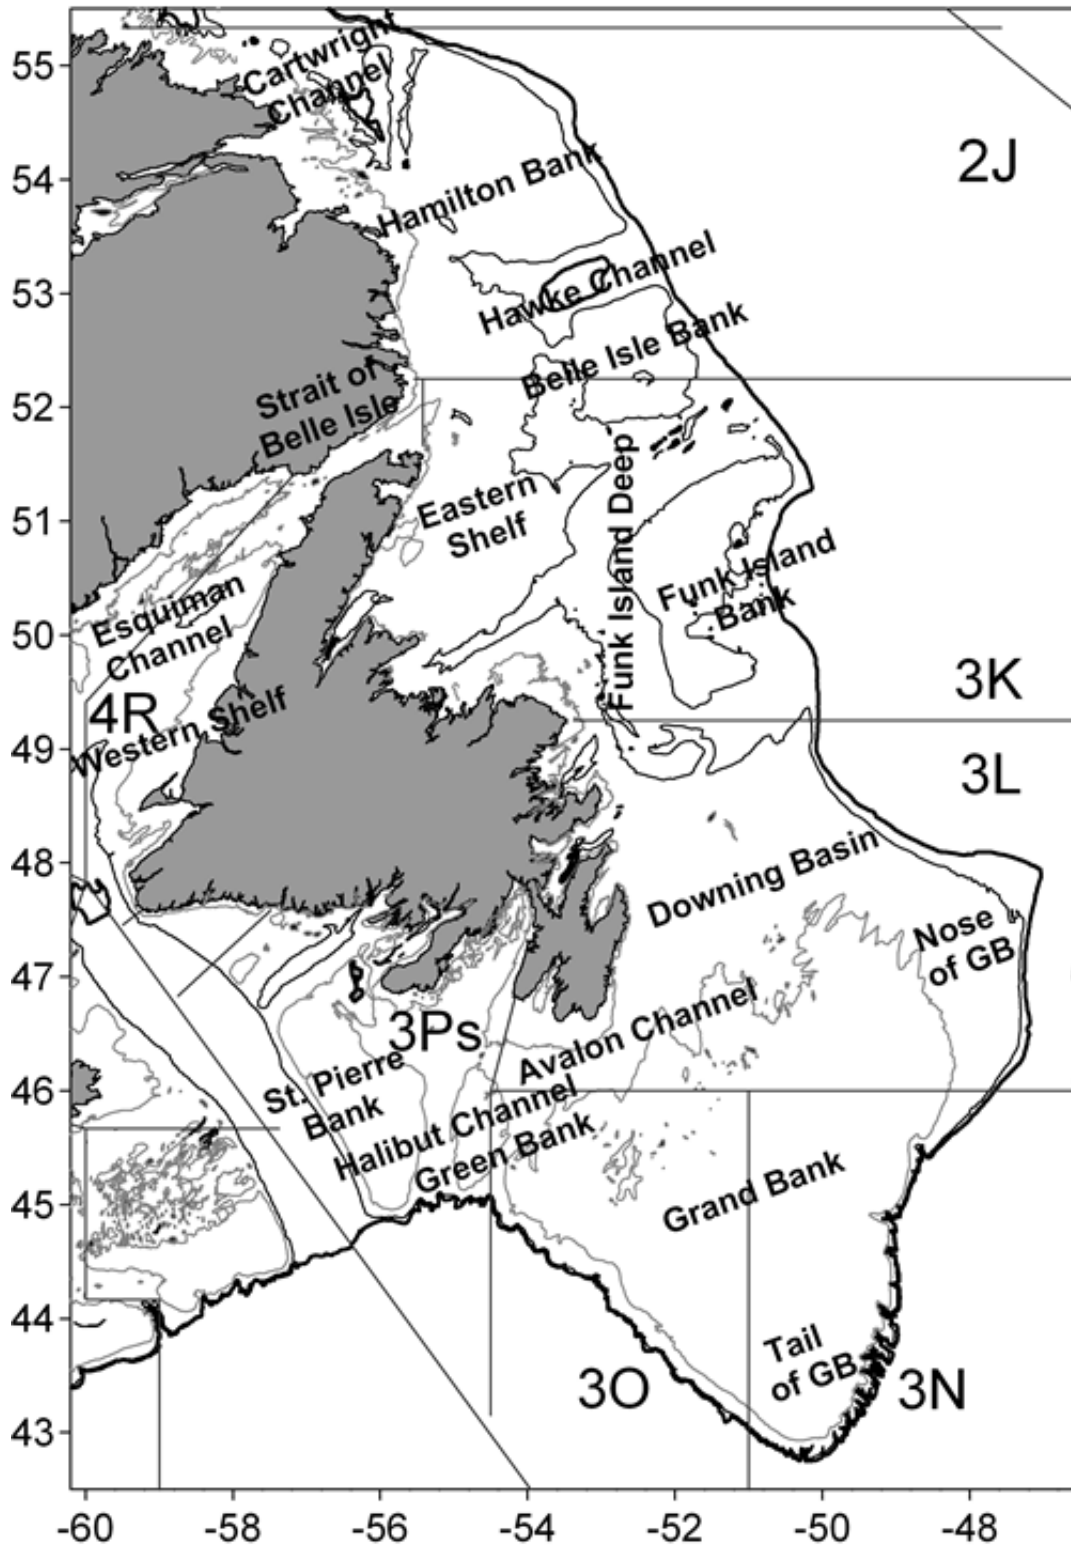 Cartwright
Channel
55
2J
54
Hamilton Bank
53
Hawke Channel
Belle Isle Bank
52
Strait of
Belle Isle
Funk Island Deep
51
Eastern
Shelf
Funk Island
Bank
Esquiman
Channel
50
3K
4R
Western Shelf
49
3L
48
Downing Basin
Nose
of GB
47
3Ps
Avalon Channel
46
St. Pierre
Bank
Halibut Channel
Green Bank
45
Grand Bank
44
Tail
of GB
3O
3N
43
-60 -58 -56 -54 -52 -50 -48